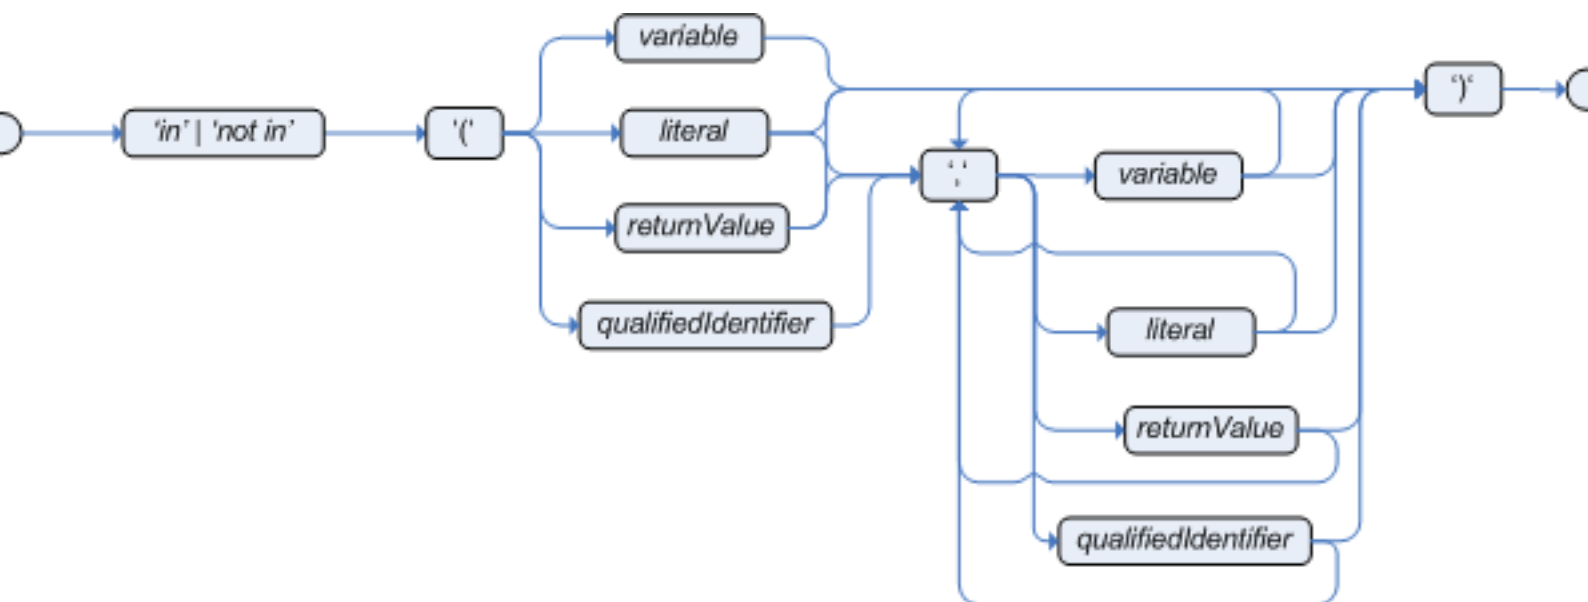 variable
'in' | 'not in'
'('
literal
returnValue
qualifiedIdentifier
','
variable
literal
returnValue
qualifiedIdentifier
')'